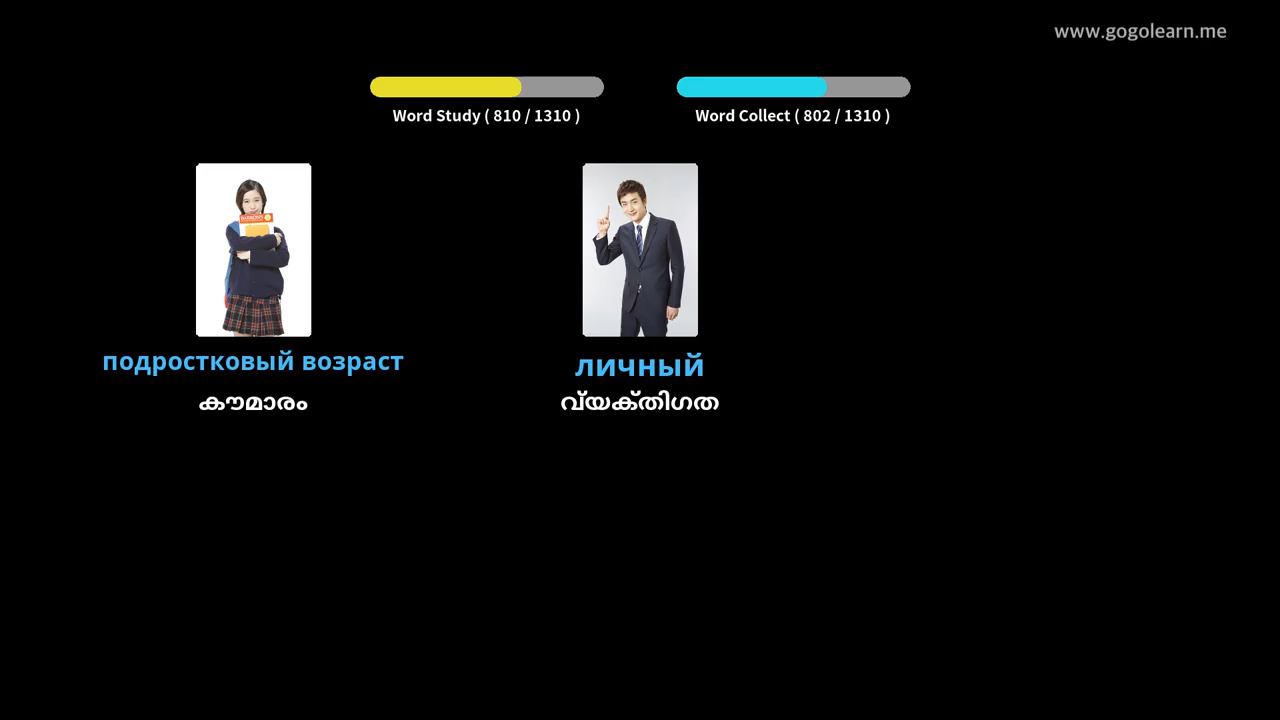 www.gogolearn.me
Word Study ( 810 / 1310 )
Word Collect ( 802 / 1310 )
подростковый возраст
личный
കൗമാരം
വ്യക്തിഗത